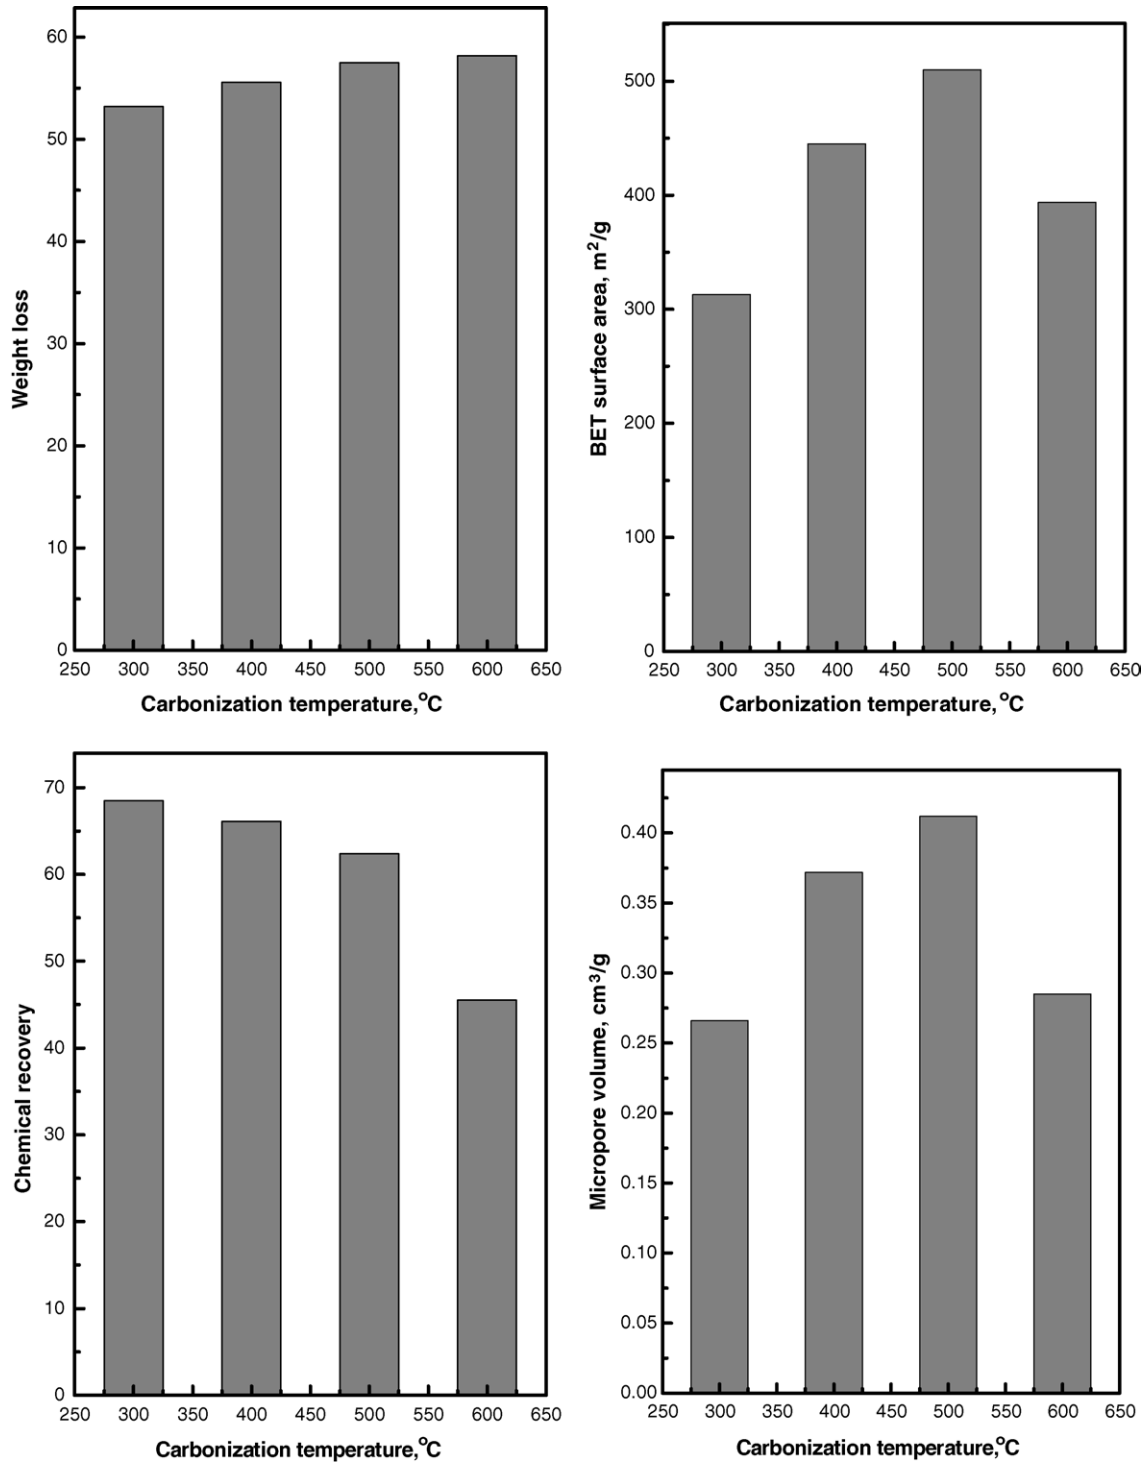 60
50
40
30
20
10
0
Weight loss
250 300 350 400 450 500 550 600 650
Carbonization temperature,°C
500
400
300
200
100
0
BET surface area, m²/g
250 300 350 400 450 500 550 600 650
Carbonization temperature,°C
70
60
50
40
30
20
10
0
Chemical recovery
250 300 350 400 450 500 550 600 650
Carbonization temperature,°C
0.40
0.35
0.30
0.25
0.20
0.15
0.10
0.05
0.00
Micropore volume, cm³/g
250 300 350 400 450 500 550 600 650
Carbonization temperature,°C